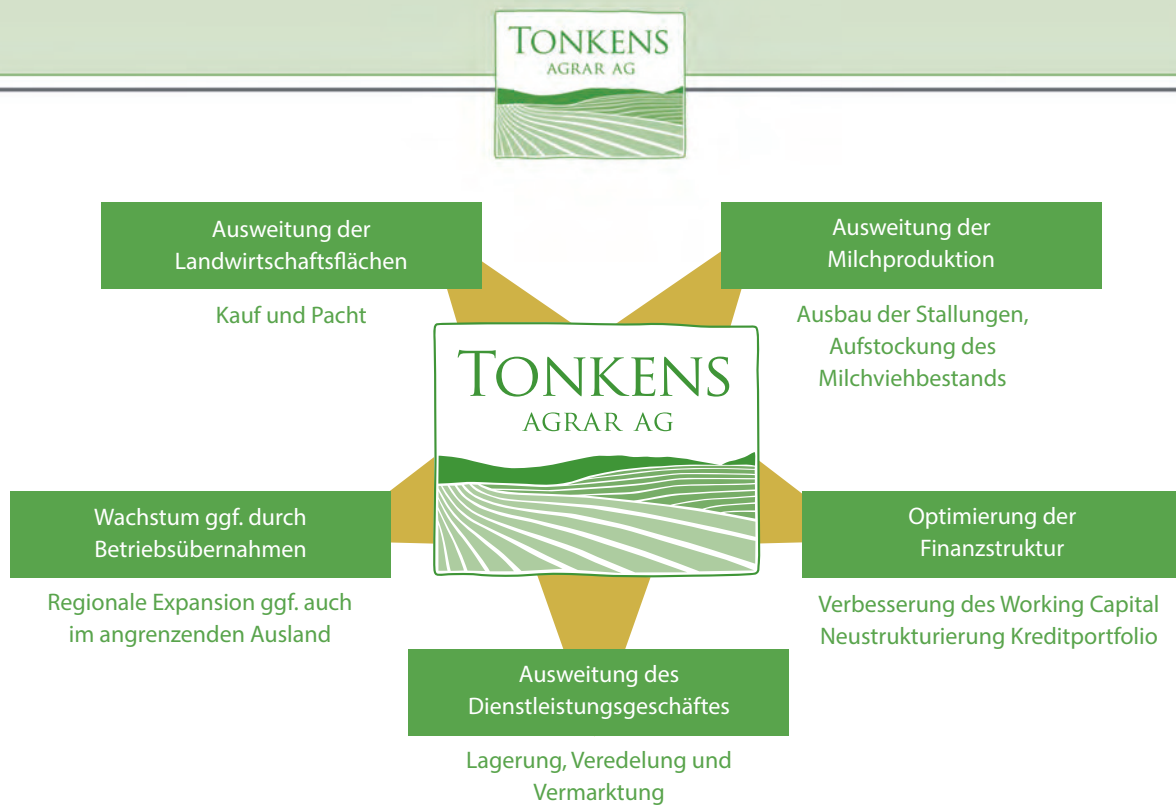 TONKENS
AGRAR AG
Ausweitung der
Landwirtschaftsflächen
Kauf und Pacht
Ausweitung der
Milchproduktion
Ausbau der Stallungen,
Aufstockung des
Milchviehbestands
TONKENS
AGRAR AG
Wachstum ggf. durch
Betriebsübernahmen
Regionale Expansion ggf. auch
im angrenzenden Ausland
Optimierung der
Finanzstruktur
Verbesserung des Working Capital
Neustrukturierung Kreditportfolio
Ausweitung des
Dienstleistungsgeschäftes
Lagerung, Veredelung und
Vermarktung